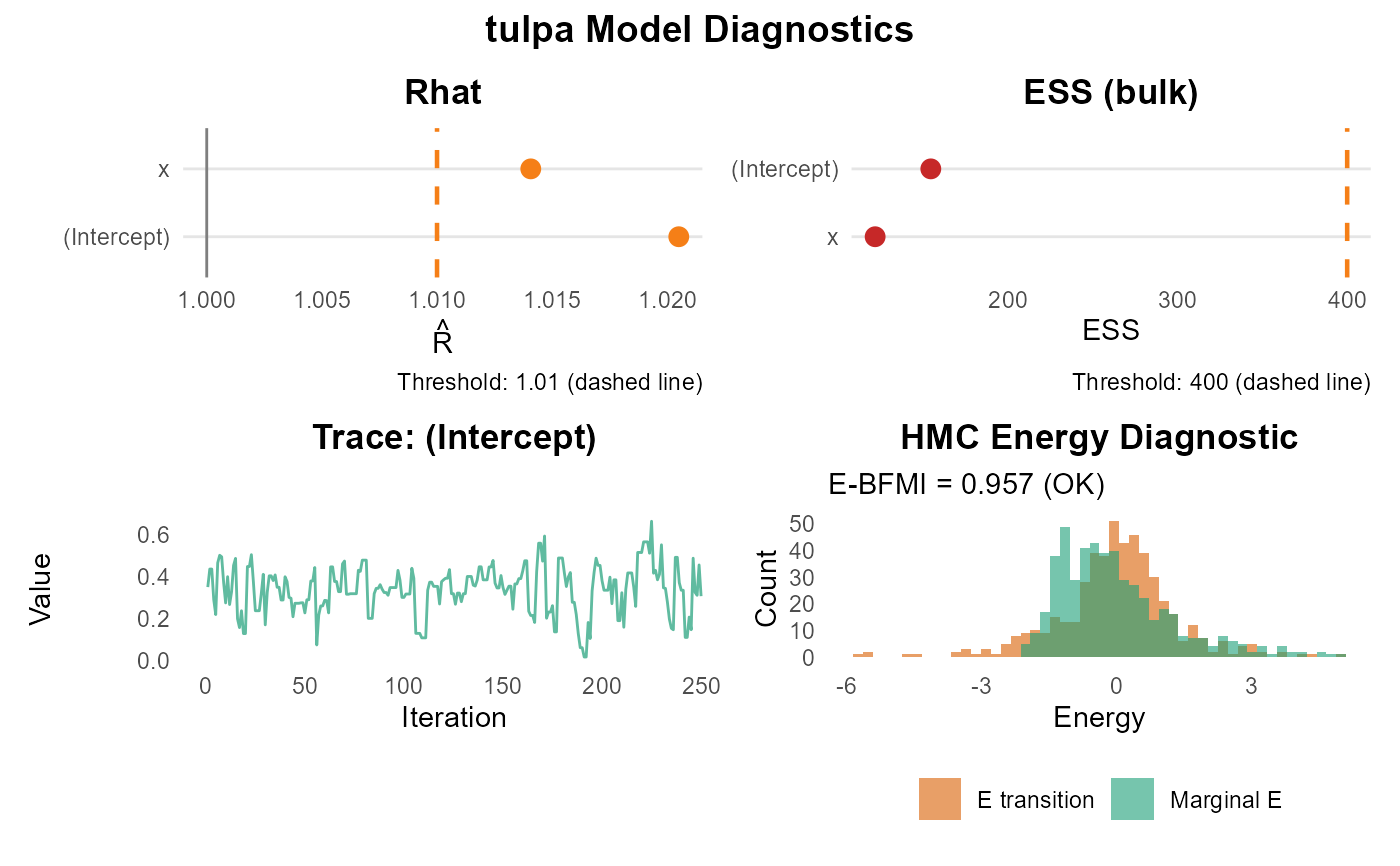 tulpa Model Diagnostics
Rhat
x
(Intercept)
1.000 1.005 1.010 1.015 1.020
R̂
Threshold: 1.01 (dashed line)
ESS (bulk)
(Intercept)
x
200 300 400
ESS
Threshold: 400 (dashed line)
Trace: (Intercept)
Value
0.6
0.4
0.2
0.0
0 50 100 150 200 250
Iteration
HMC Energy Diagnostic
E-BFMI = 0.957 (OK)
Count
50
40
30
20
10
0
-6 -3 0 3
Energy
E transition Marginal E